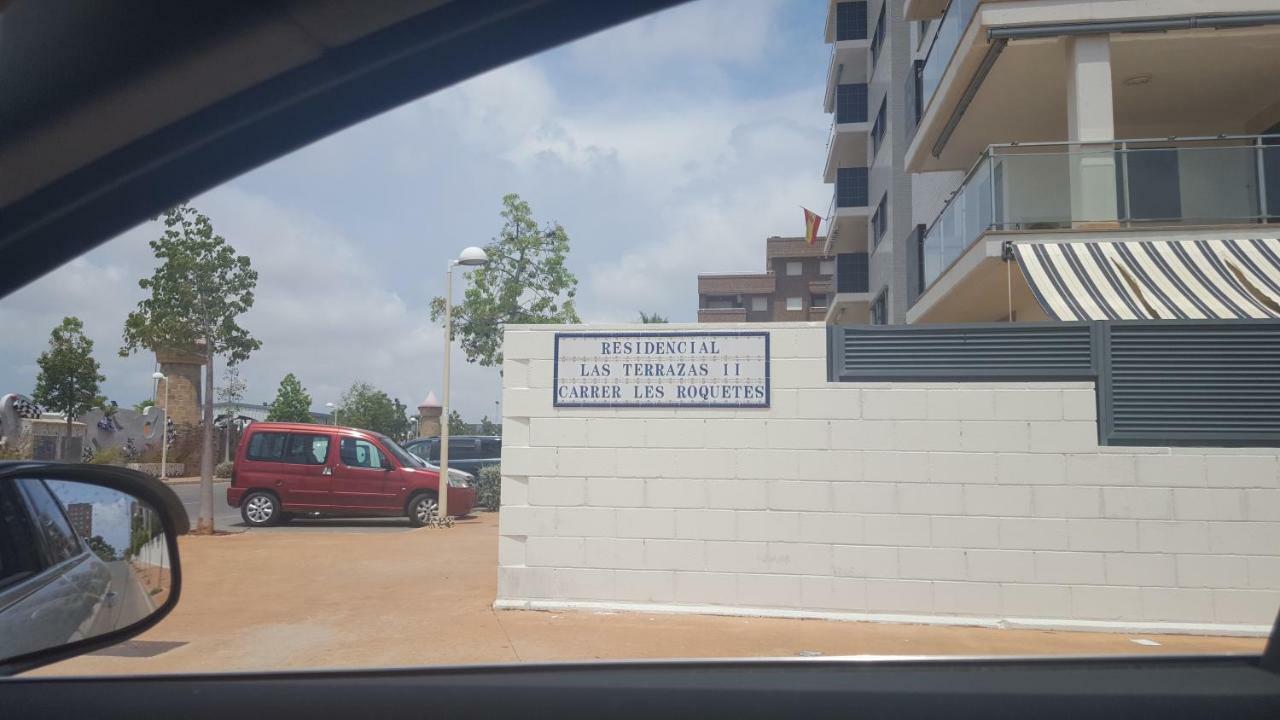 RESIDENCIAL
LAS TERRAZAS II
CARRER LES ROQUETES